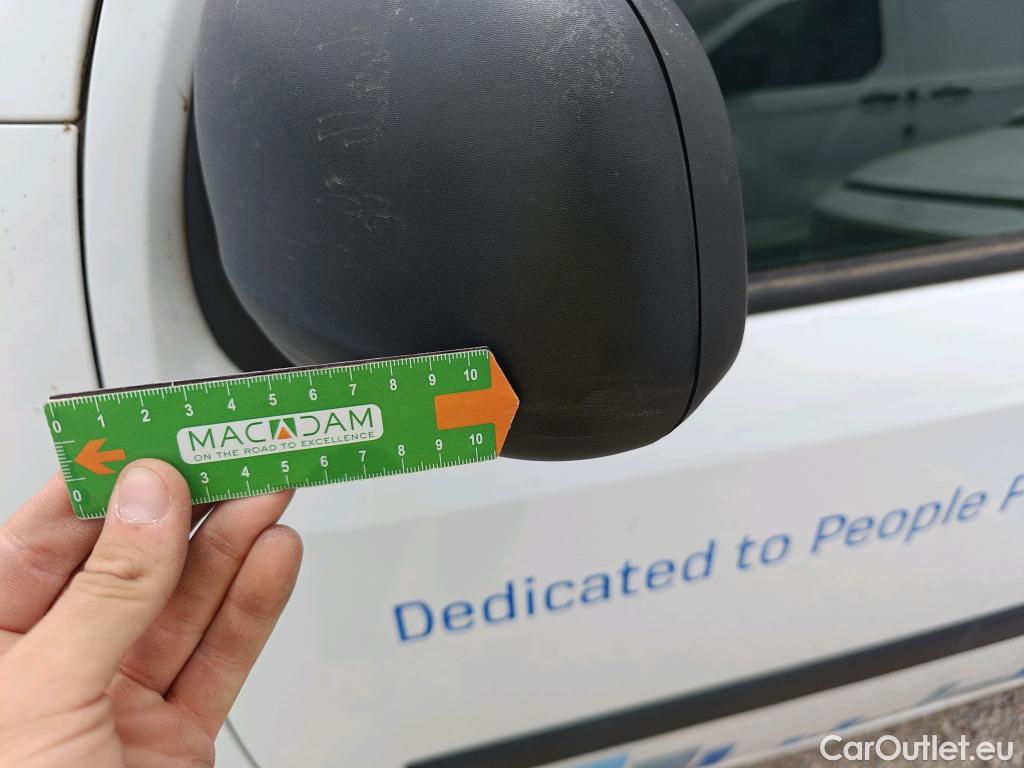 0 1 2 3 4 5 6 7 8 9 10
MACADAM
ON THE ROAD TO EXCELLENCE
0 3 4 5 6 7 8 9 10
Dedicated to People
CarOutlet.eu